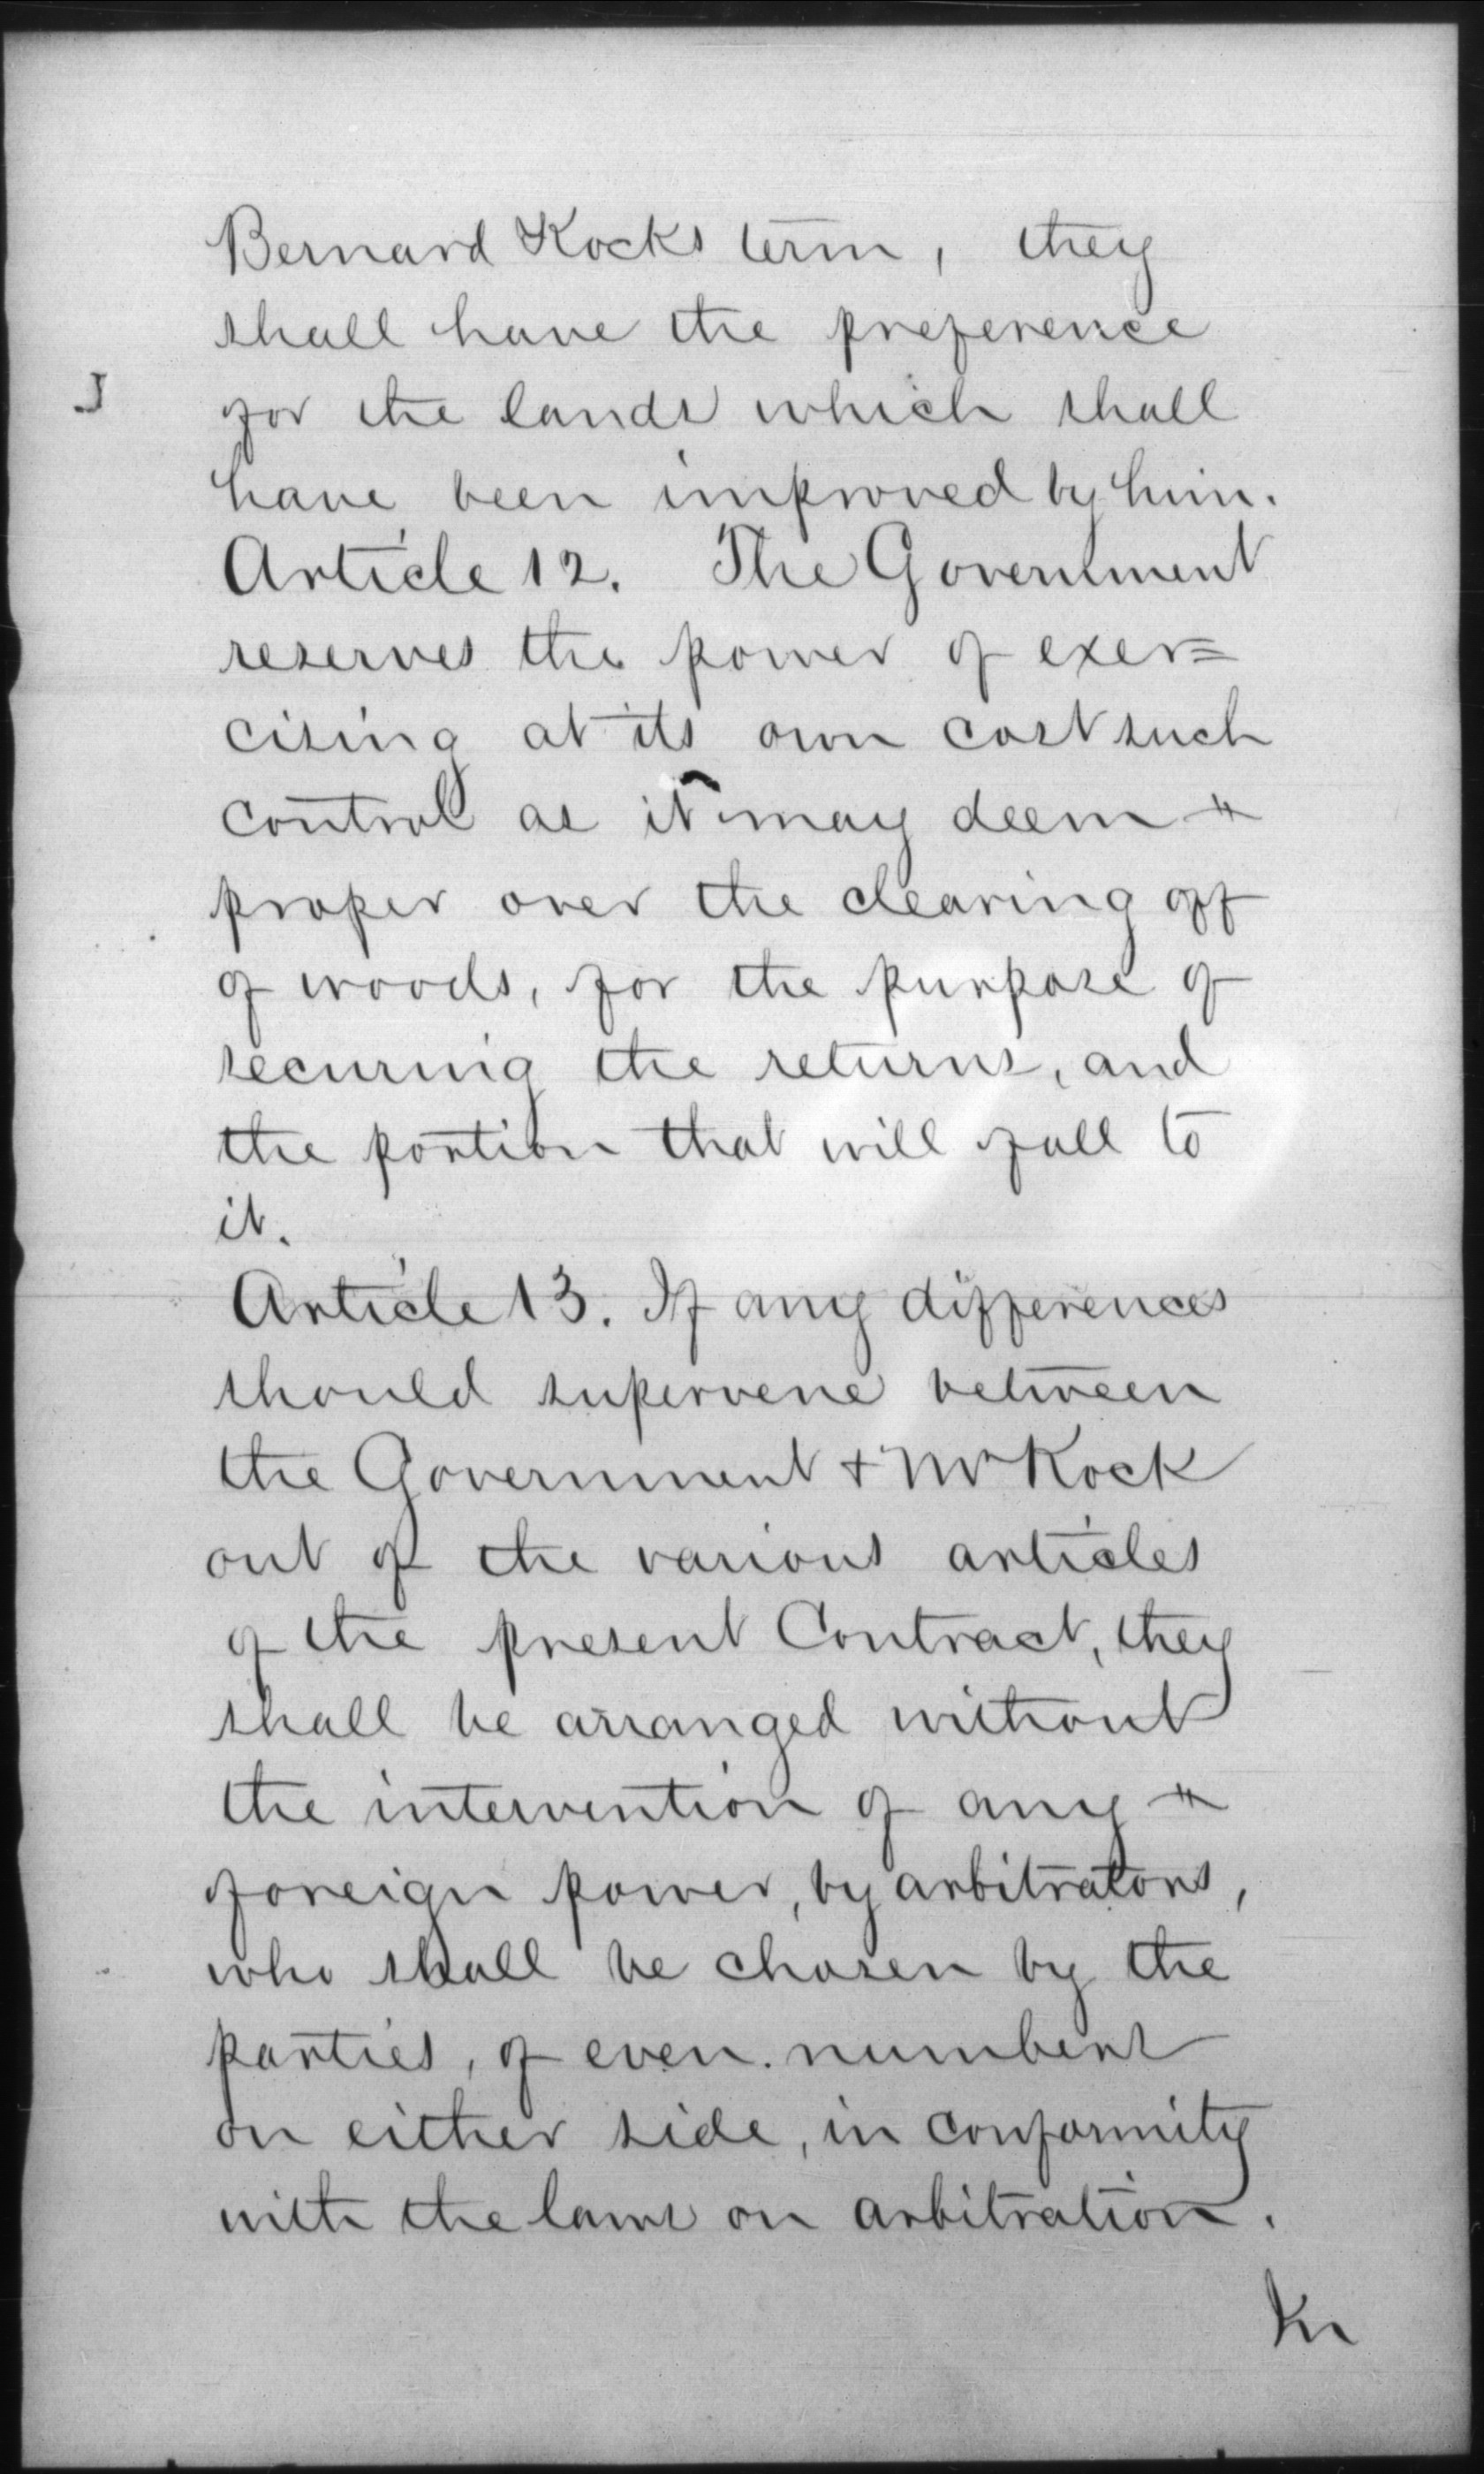 Bernard Kocks term, they
shall have the preference
for the lands which shall
have been improved by him.
Article 12. The Government
reserves the power of exer=
cising at its own cost such
control as it may deem
proper over the clearing off
of woods, for the purpose of
securing the returns, and
the portion that will fall to
it.
Article 13. If any differences
should supervene between
the Government + Mr Kock
out of the various articles
of the present Contract, they
shall be arranged without
the intervention of any
foreign power, by arbitrators,
who shall be chosen by the
parties, of even numbers
on either side, in conformity
with the laws on arbitration.